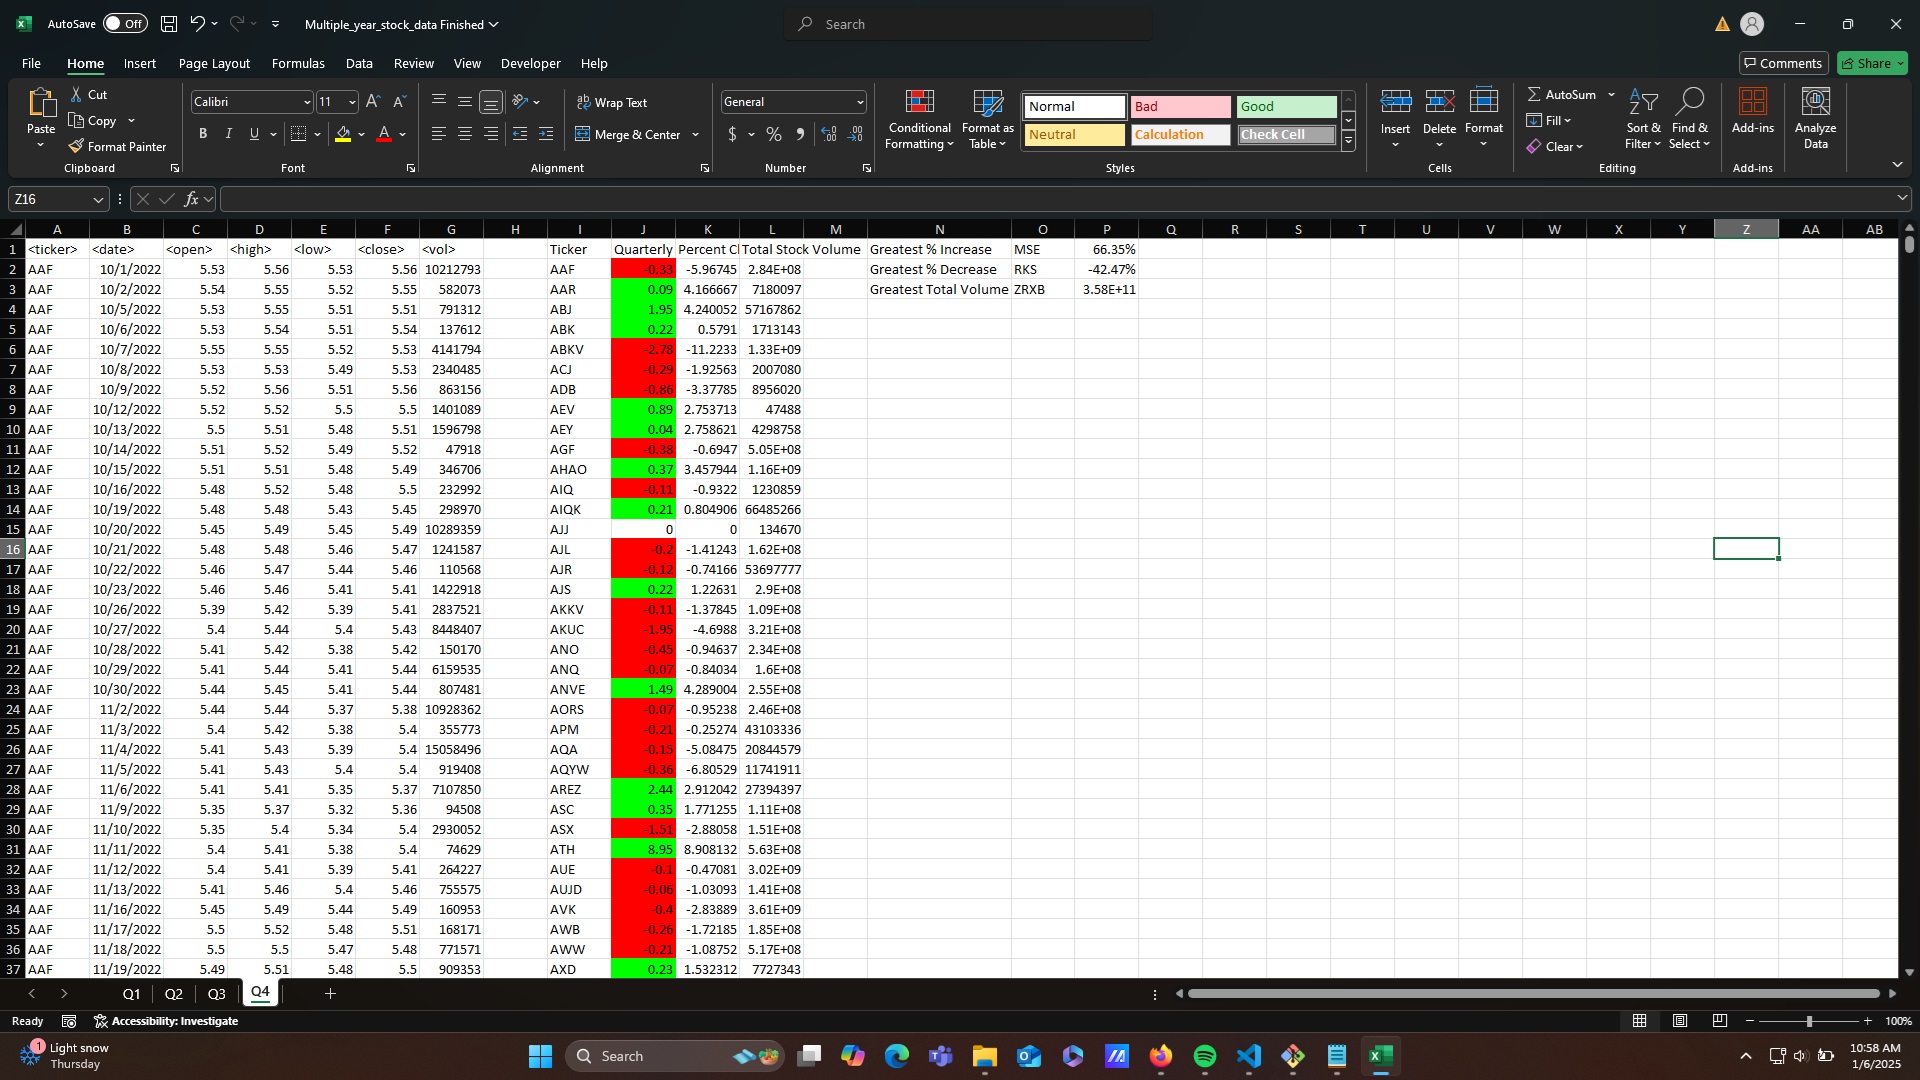 AutoSave Off Multiple_year_stock_data Finished Search
File Home Insert Page Layout Formulas Data Review View Developer Help Comments Share
Paste Cut Copy Format Painter Clipboard
Calibri 11 B I U Font
Wrap Text Merge & Center Alignment
General $ % , Number
Conditional Formatting Format as Table Normal Bad Good Neutral Calculation Check Cell Styles
Insert Delete Format Cells
AutoSum Fill Clear Sort & Filter Find & Select Editing
Add-ins Add-ins Analyze Data
Z16 fx
A B C D E F G H I J K L M N O P Q R S T U V W X Y Z AA AB
1 <ticker> <date> <open> <high> <low> <close> <vol> Ticker Quarterly Percent Cl Total Stock Volume Greatest % Increase MSE 66.35%
2 AAF 10/1/2022 5.53 5.56 5.53 5.56 10212793 AAF -0.33 -5.96745 2.84E+08 Greatest % Decrease RKS -42.47%
3 AAF 10/2/2022 5.54 5.55 5.52 5.55 582073 AAR 0.09 4.166667 7180097 Greatest Total Volume ZRXB 3.58E+11
4 AAF 10/5/2022 5.53 5.55 5.51 5.51 791312 ABJ 1.95 4.240052 57167862
5 AAF 10/6/2022 5.53 5.54 5.51 5.54 137612 ABK 0.22 0.5791 1713143
6 AAF 10/7/2022 5.55 5.55 5.52 5.53 4141794 ABKV -2.78 -11.2233 1.33E+09
7 AAF 10/8/2022 5.53 5.53 5.49 5.53 2340485 ACJ -0.29 -1.92563 2007080
8 AAF 10/9/2022 5.52 5.56 5.51 5.56 863156 ADB -0.86 -3.37785 8956020
9 AAF 10/12/2022 5.52 5.52 5.5 5.5 1401089 AEV 0.89 2.753713 47488
10 AAF 10/13/2022 5.5 5.51 5.48 5.51 1596798 AEY 0.04 2.758621 4298758
11 AAF 10/14/2022 5.51 5.52 5.49 5.52 47918 AGF -0.38 -0.6947 5.05E+08
12 AAF 10/15/2022 5.51 5.51 5.48 5.49 346706 AHAO 0.37 3.457944 1.16E+09
13 AAF 10/16/2022 5.48 5.52 5.48 5.5 232992 AIQ -0.11 -0.9322 1230859
14 AAF 10/19/2022 5.48 5.48 5.43 5.45 298970 AIQK 0.21 0.804906 66485266
15 AAF 10/20/2022 5.45 5.49 5.45 5.49 10289359 AJJ 0 0 134670
16 AAF 10/21/2022 5.48 5.48 5.46 5.47 1241587 AJL -0.2 -1.41243 1.62E+08
17 AAF 10/22/2022 5.46 5.47 5.44 5.46 110568 AJR -0.12 -0.74166 53697777
18 AAF 10/23/2022 5.46 5.46 5.41 5.41 1422918 AJS 0.22 1.22631 2.9E+08
19 AAF 10/26/2022 5.39 5.42 5.39 5.41 2837521 AKKV -0.11 -1.37845 1.09E+08
20 AAF 10/27/2022 5.4 5.44 5.4 5.43 8448407 AKUC -1.95 -4.6988 3.21E+08
21 AAF 10/28/2022 5.41 5.42 5.38 5.42 150170 ANO -0.45 -0.94637 2.34E+08
22 AAF 10/29/2022 5.41 5.44 5.41 5.44 6159535 ANQ -0.07 -0.84034 1.6E+08
23 AAF 10/30/2022 5.44 5.45 5.41 5.44 807481 ANVE 1.49 4.289004 2.55E+08
24 AAF 11/2/2022 5.44 5.44 5.37 5.38 10928362 AORS -0.07 -0.95238 2.46E+08
25 AAF 11/3/2022 5.4 5.42 5.38 5.4 355773 APM -0.21 -0.25274 43103336
26 AAF 11/4/2022 5.41 5.43 5.39 5.4 15058496 AQA -0.15 -5.08475 20844579
27 AAF 11/5/2022 5.41 5.43 5.4 5.4 919408 AQYW -0.36 -6.80529 11741911
28 AAF 11/6/2022 5.41 5.41 5.35 5.37 7107850 AREZ 2.44 2.912042 27394397
29 AAF 11/9/2022 5.35 5.37 5.32 5.36 94508 ASC 0.35 1.771255 1.11E+08
30 AAF 11/10/2022 5.35 5.4 5.34 5.4 2930052 ASX -1.51 -2.88058 1.51E+08
31 AAF 11/11/2022 5.4 5.41 5.38 5.4 74629 ATH 8.95 8.908132 5.63E+08
32 AAF 11/12/2022 5.4 5.41 5.39 5.41 264227 AUE -0.1 -0.47081 3.02E+09
33 AAF 11/13/2022 5.41 5.46 5.4 5.46 755575 AUJD -0.06 -1.03093 1.41E+08
34 AAF 11/16/2022 5.45 5.49 5.44 5.49 160953 AVK -0.4 -2.83889 3.61E+09
35 AAF 11/17/2022 5.5 5.52 5.48 5.51 168171 AWB -0.26 -1.72185 1.85E+08
36 AAF 11/18/2022 5.5 5.5 5.47 5.48 771571 AWW -0.21 -1.08752 5.17E+08
37 AAF 11/19/2022 5.49 5.51 5.48 5.5 909353 AXD 0.23 1.532312 7727343
Q1 Q2 Q3 Q4
Ready Accessibility: Investigate 100%
1 Light snow Thursday Search 10:58 AM
1/6/2025